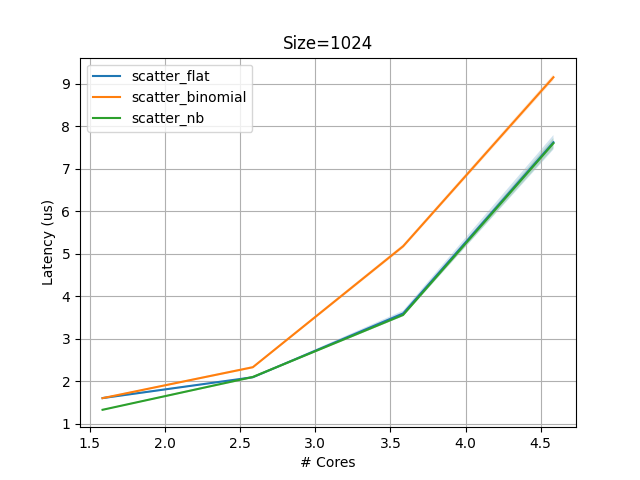 Size=1024
scatter_flat
scatter_binomial
scatter_nb
Latency (us)
9
8
7
6
5
4
3
2
1
1.5 2.0 2.5 3.0 3.5 4.0 4.5
# Cores